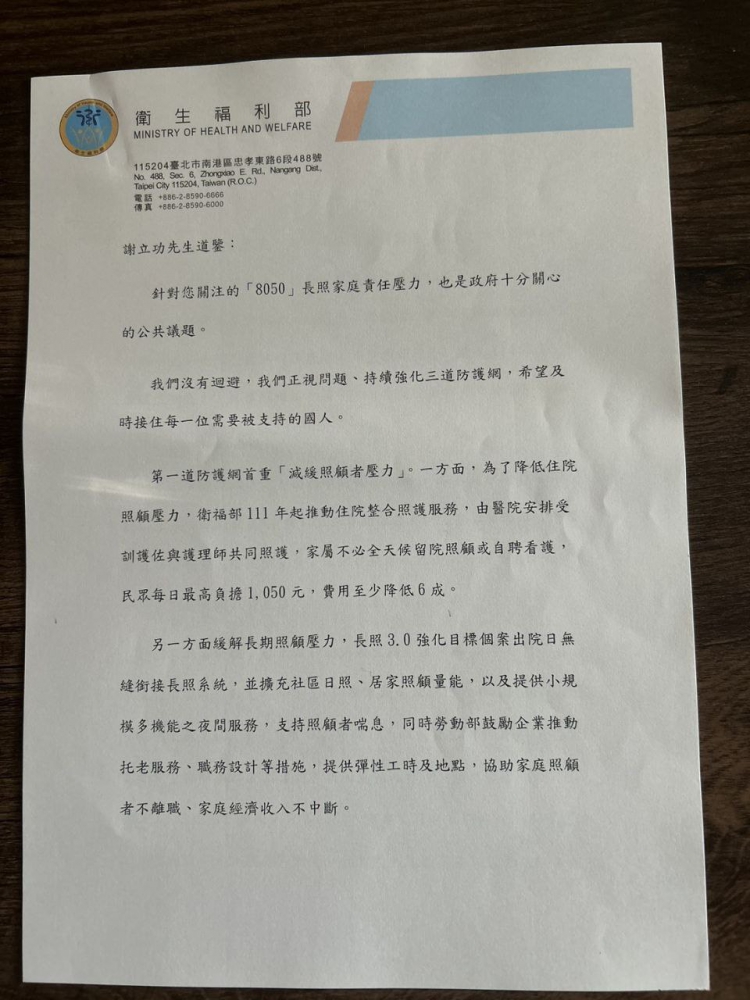 衛生福利部
MINISTRY OF HEALTH AND WELFARE
115204臺北市南港區忠孝東路6段488號
No. 488, Sec. 6, Zhongxiao E. Rd., Nangang Dist.,
Taipei City 115204, Taiwan (R.O.C.)
電話 +886-2-8590-6666
傳真 +886-2-8590-6000
謝立功先生道鑒：
針對您關注的「8050」長照家庭責任壓力，也是政府十分關心
的公共議題。
我們沒有迴避，我們正視問題、持續強化三道防護網，希望及
時接住每一位需要被支持的國人。
第一道防護網首重「減緩照顧者壓力」。一方面，為了降低住院
照顧壓力，衛福部 111 年起推動住院整合照護服務，由醫院安排受
訓護佐與護理師共同照護，家屬不必全天候留院照顧或自聘看護，
民眾每日最高負擔 1,050 元，費用至少降低 6 成。
另一方面緩解長期照顧壓力，長照 3.0 強化目標個案出院日無
縫銜接長照系統，並擴充社區日照、居家照顧量能，以及提供小規
模多機能之夜間服務，支持照顧者喘息，同時勞動部鼓勵企業推動
托老服務、職務設計等措施，提供彈性工時及地點，協助家庭照顧
者不離職、家庭經濟收入不中斷。